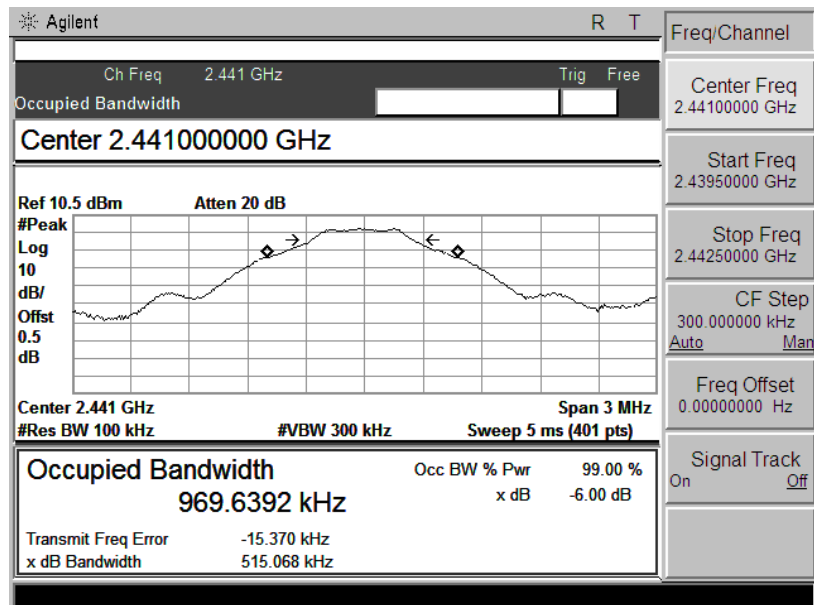 Agilent R T
Freq/Channel
Ch Freq 2.441 GHz Trig Free
Occupied Bandwidth
Center 2.441000000 GHz
Ref 10.5 dBm Atten 20 dB
#Peak
Log
10
dB/
Offst
0.5
dB
Center 2.441 GHz Span 3 MHz
#Res BW 100 kHz #VBW 300 kHz Sweep 5 ms (401 pts)
Occupied Bandwidth Occ BW % Pwr 99.00 %
969.6392 kHz x dB -6.00 dB
Transmit Freq Error -15.370 kHz
x dB Bandwidth 515.068 kHz
Center Freq
2.44100000 GHz
Start Freq
2.43950000 GHz
Stop Freq
2.44250000 GHz
CF Step
300.000000 kHz
Auto Man
Freq Offset
0.00000000 Hz
Signal Track
On Off